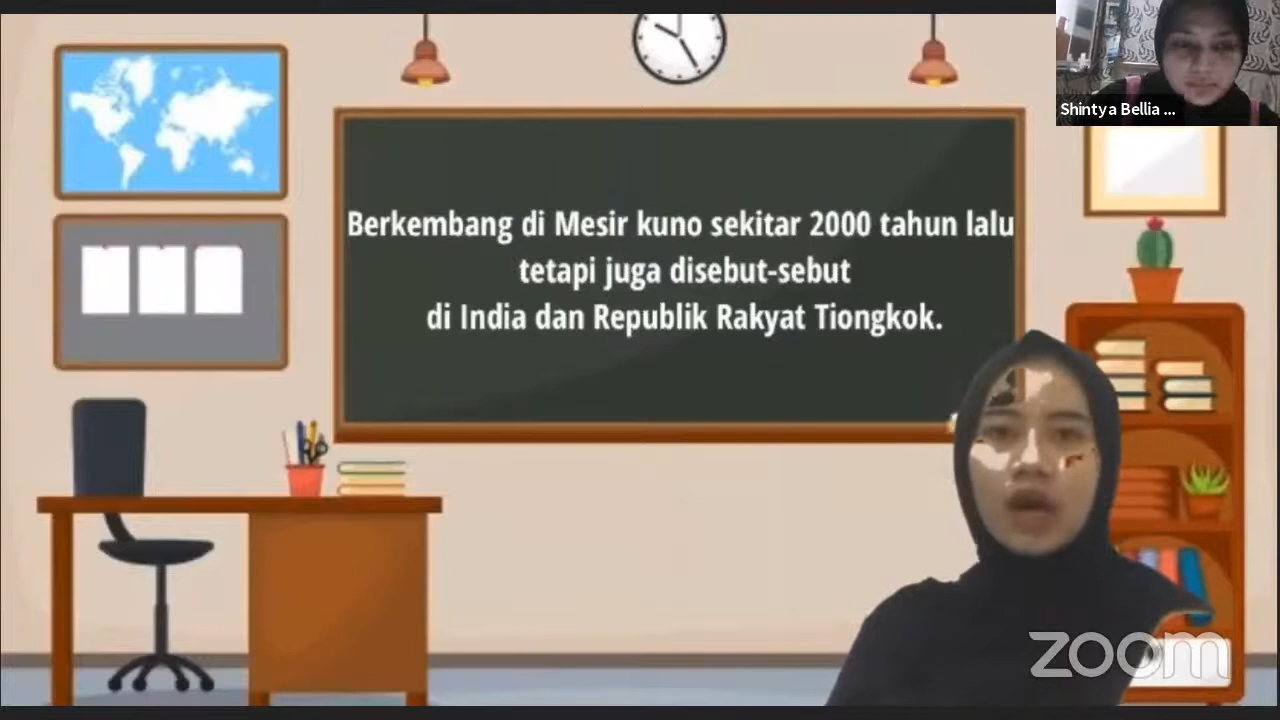 Shintya Bellia ...
Berkembang di Mesir kuno sekitar 2000 tahun lalu
tetapi juga disebut-sebut
di India dan Republik Rakyat Tiongkok.
zoom